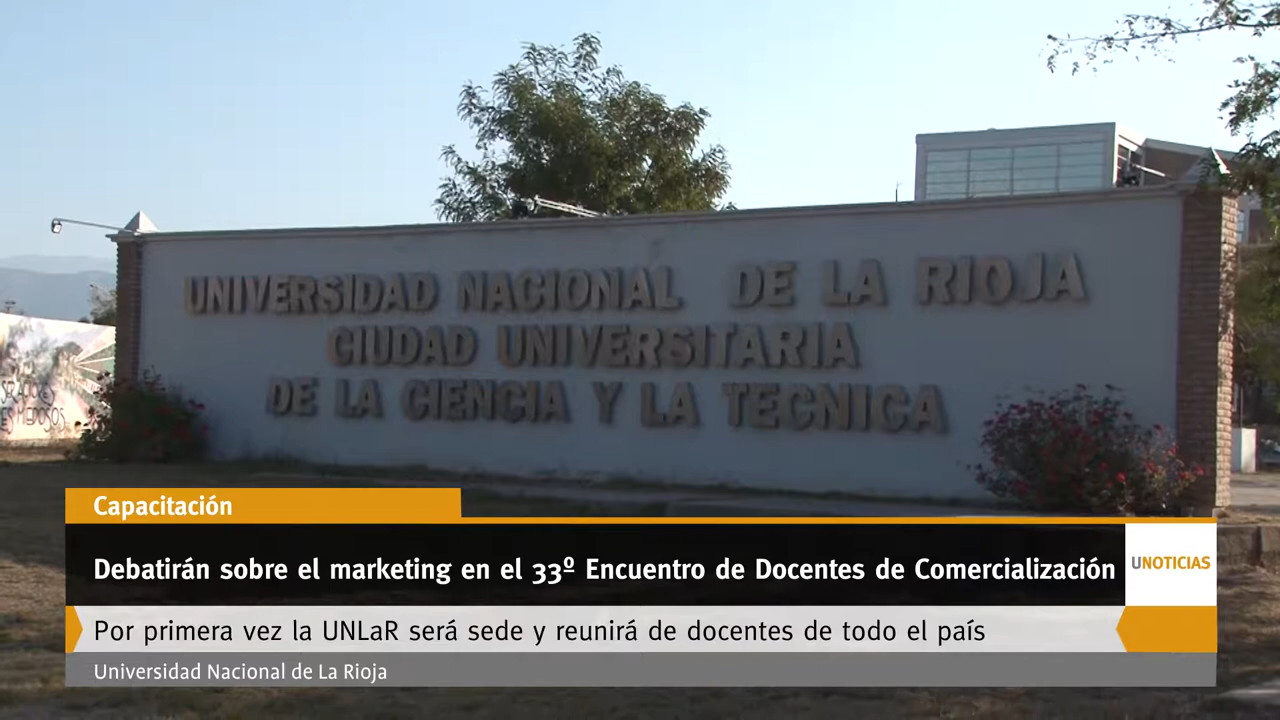 UNIVERSIDAD NACIONAL DE LA RIOJA
CIUDAD UNIVERSITARIA
DE LA CIENCIA Y LA TECNICA
Capacitación
Debatirán sobre el marketing en el 33º Encuentro de Docentes de Comercialización
UNOTICIAS
Por primera vez la UNLaR será sede y reunirá de docentes de todo el país
Universidad Nacional de La Rioja